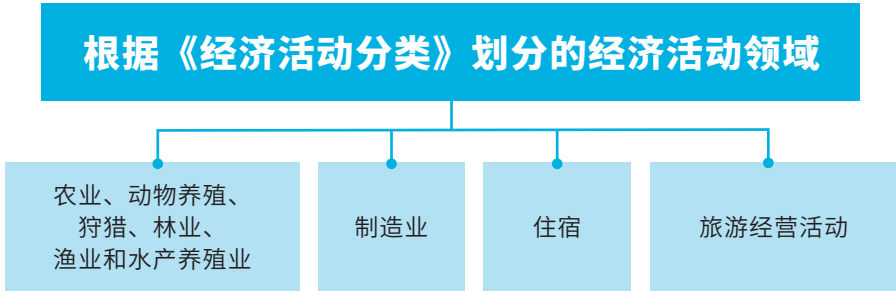 根据《经济活动分类》划分的经济活动领域
农业、动物养殖、
狩猎、林业、
渔业和水产养殖业
制造业
住宿
旅游经营活动